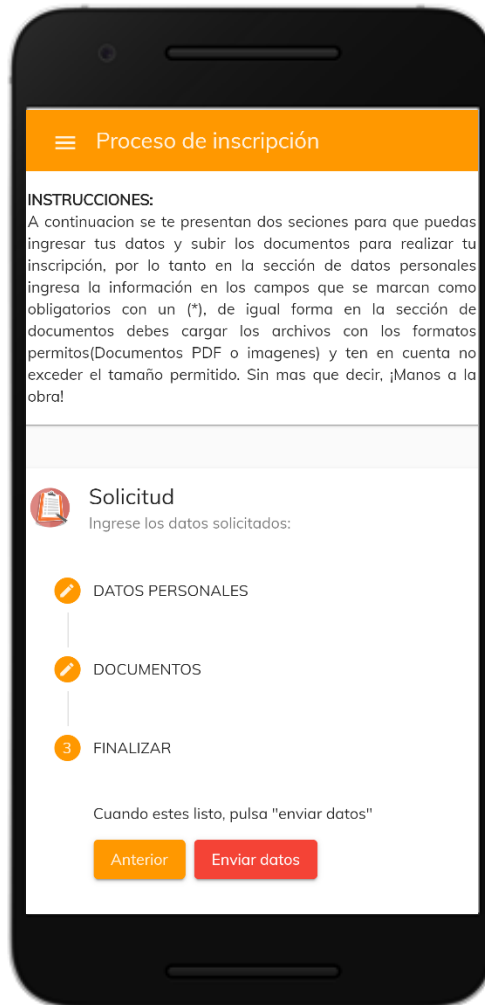 Proceso de inscripción
INSTRUCCIONES:
A continuacion se te presentan dos seciones para que puedas
ingresar tus datos y subir los documentos para realizar tu
inscripción, por lo tanto en la sección de datos personales
ingresa la información en los campos que se marcan como
obligatorios con un (*), de igual forma en la sección de
documentos debes cargar los archivos con los formatos
permitos(Documentos PDF o imagenes) y ten en cuenta no
exceder el tamaño permitido. Sin mas que decir, ¡Manos a la
obra!
Solicitud
Ingrese los datos solicitados:
DATOS PERSONALES
DOCUMENTOS
3 FINALIZAR
Cuando estes listo, pulsa "enviar datos"
Anterior Enviar datos